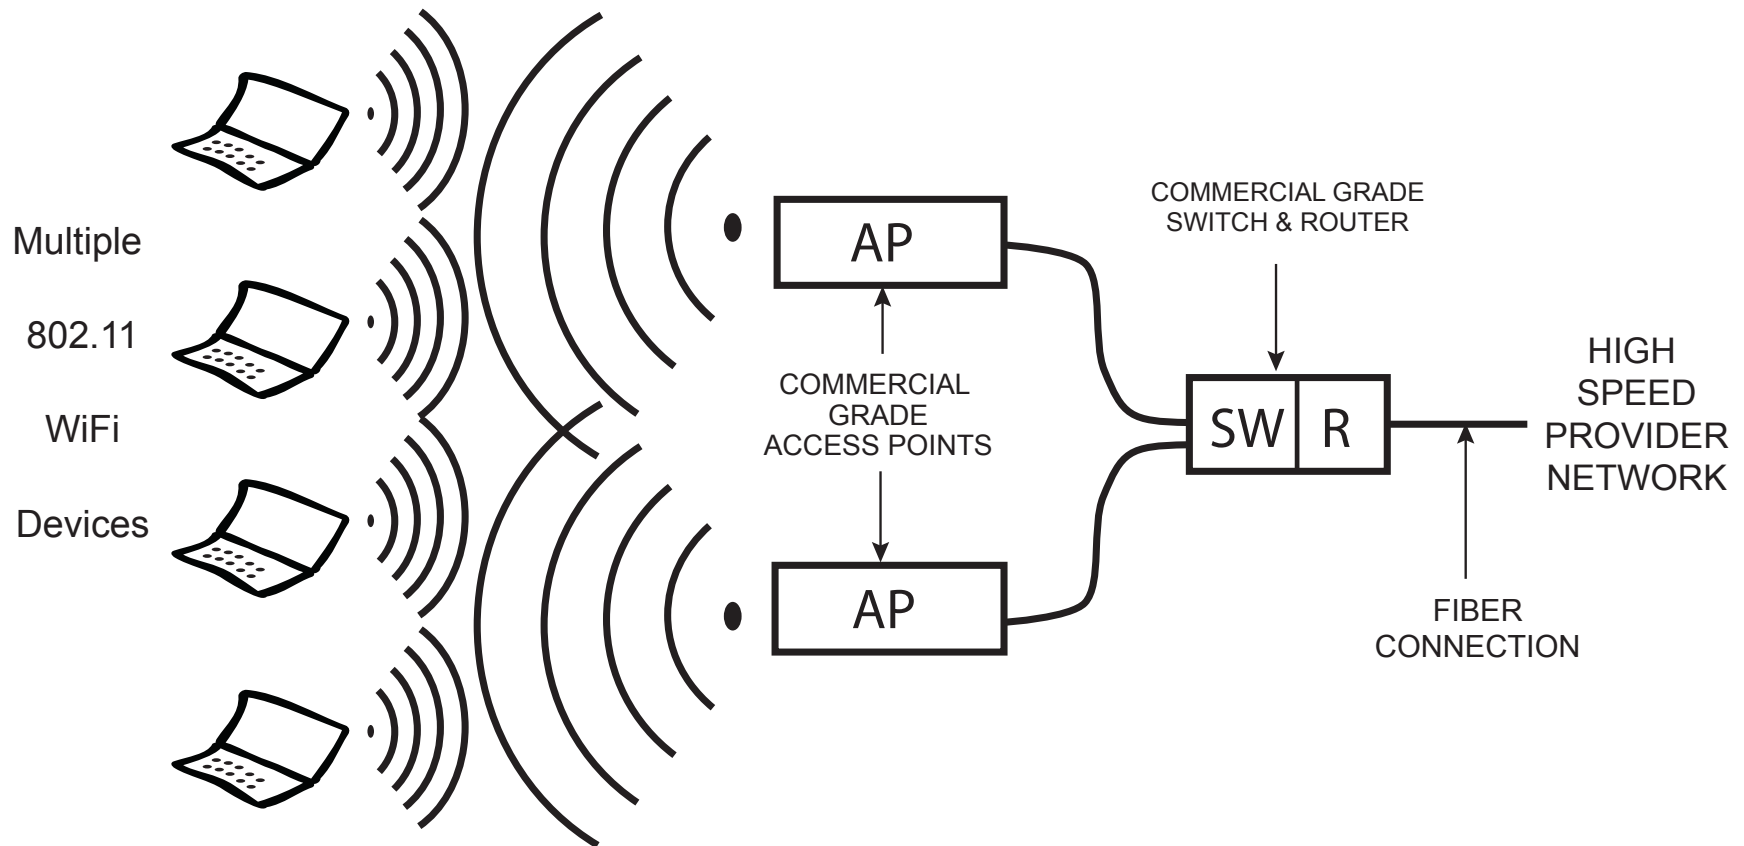 Multiple
802.11
WiFi
Devices
AP
COMMERCIAL
GRADE
ACCESS POINTS
AP
COMMERCIAL GRADE
SWITCH & ROUTER
SW R
HIGH
SPEED
PROVIDER
NETWORK
FIBER
CONNECTION